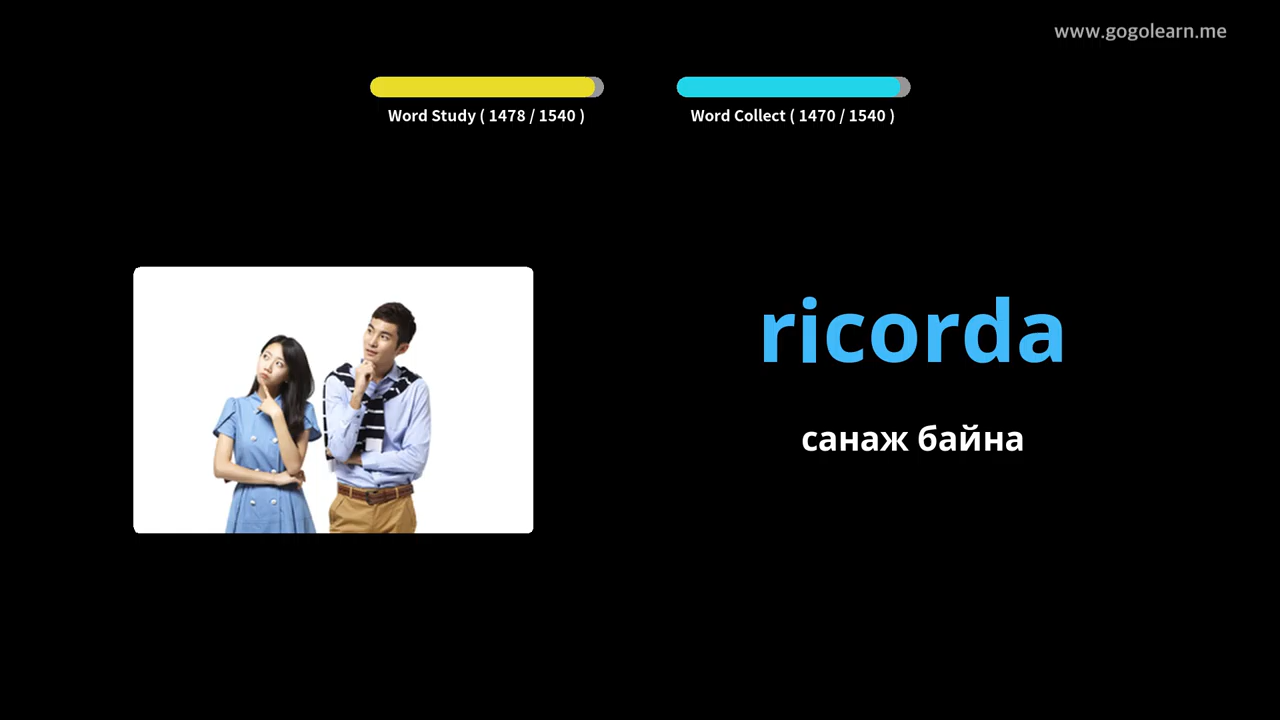 www.gogolearn.me
Word Study ( 1478 / 1540 )
Word Collect ( 1470 / 1540 )
ricorda
санаж байна